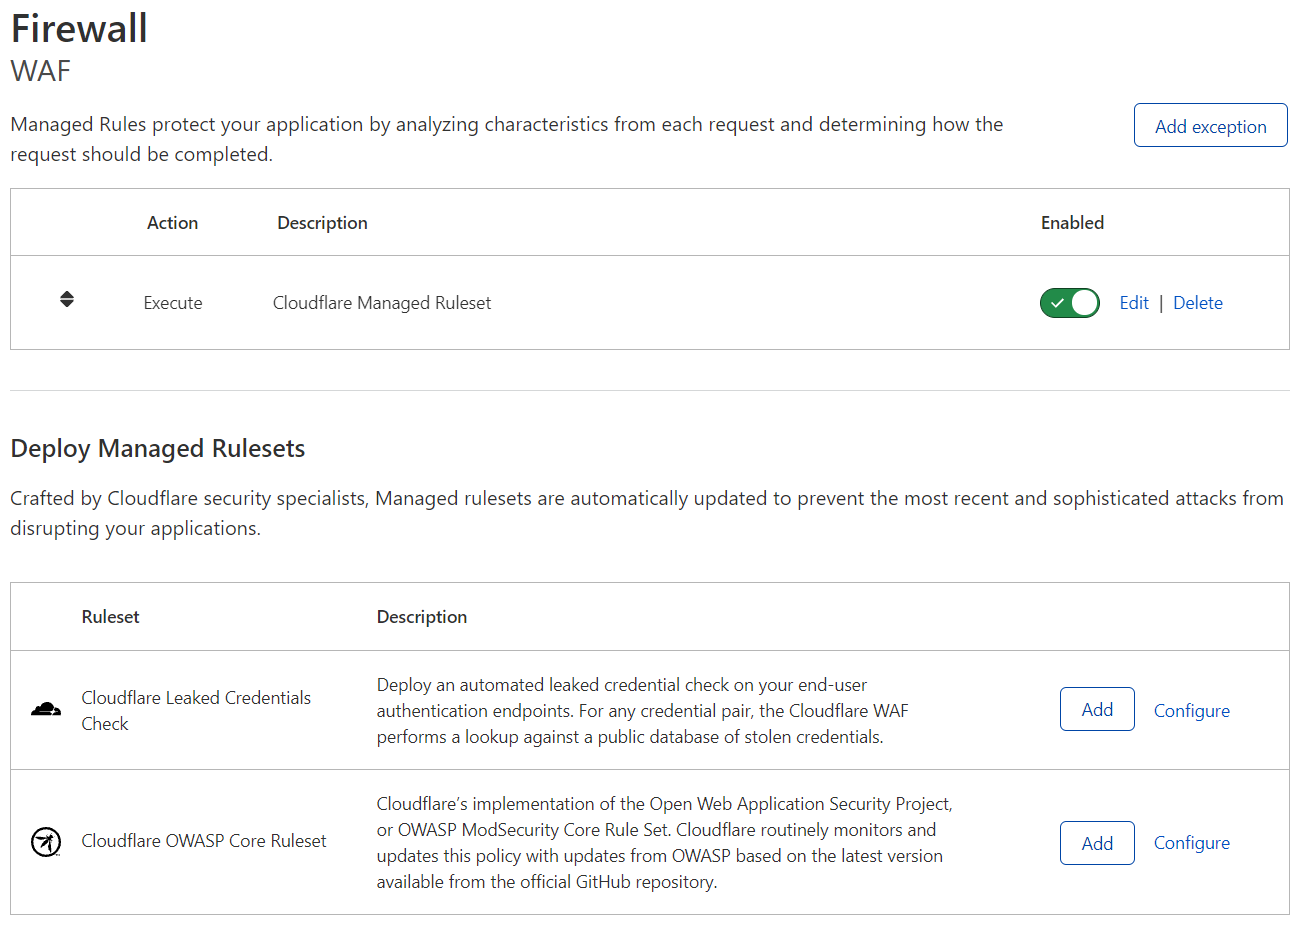 Firewall
WAF
Managed Rules protect your application by analyzing characteristics from each request and determining how the
request should be completed.
Add exception
Action Description Enabled
Execute Cloudflare Managed Ruleset Edit | Delete
Deploy Managed Rulesets
Crafted by Cloudflare security specialists, Managed rulesets are automatically updated to prevent the most recent and sophisticated attacks from
disrupting your applications.
Ruleset Description
Cloudflare Leaked Credentials
Check
Deploy an automated leaked credential check on your end-user
authentication endpoints. For any credential pair, the Cloudflare WAF
performs a lookup against a public database of stolen credentials.
Add Configure
Cloudflare OWASP Core Ruleset
Cloudflare’s implementation of the Open Web Application Security Project,
or OWASP ModSecurity Core Rule Set. Cloudflare routinely monitors and
updates this policy with updates from OWASP based on the latest version
available from the official GitHub repository.
Add Configure